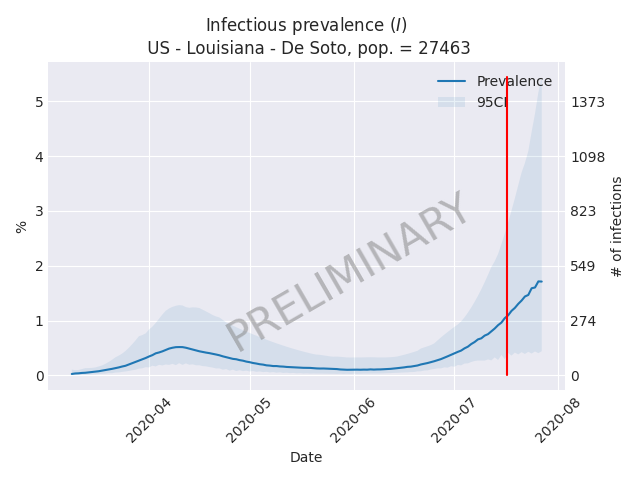 Infectious prevalence (I)
US - Louisiana - De Soto, pop. = 27463
Prevalence
95CI
5
4
3
2
1
0
%
1373
1098
823
549
274
0
# of infections
PRELIMINARY
2020-04
2020-05
2020-06
2020-07
2020-08
Date